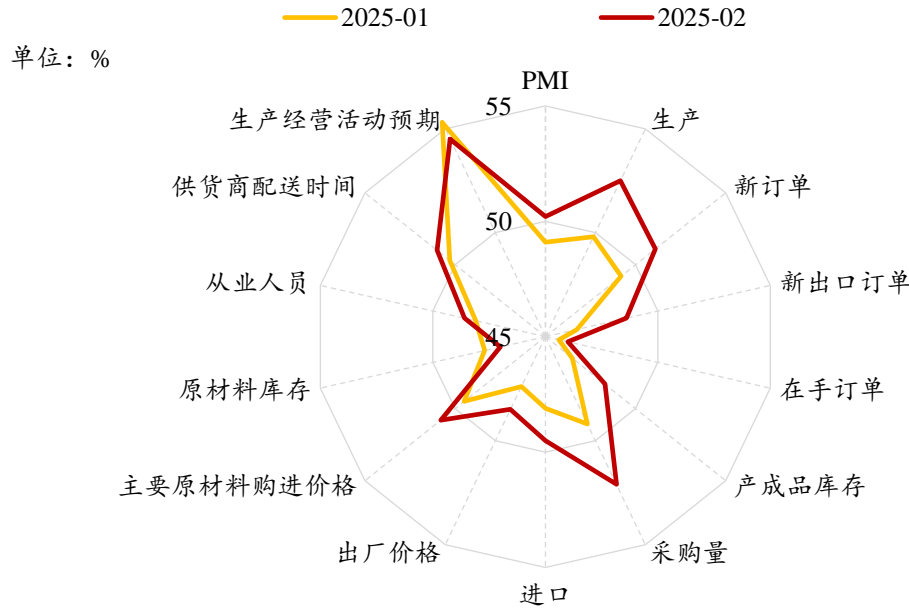 2025-01
2025-02
单位：%
PMI
生产
新订单
新出口订单
在手订单
产成品库存
采购量
进口
出厂价格
主要原材料购进价格
原材料库存
从业人员
供货商配送时间
生产经营活动预期
55
50
45